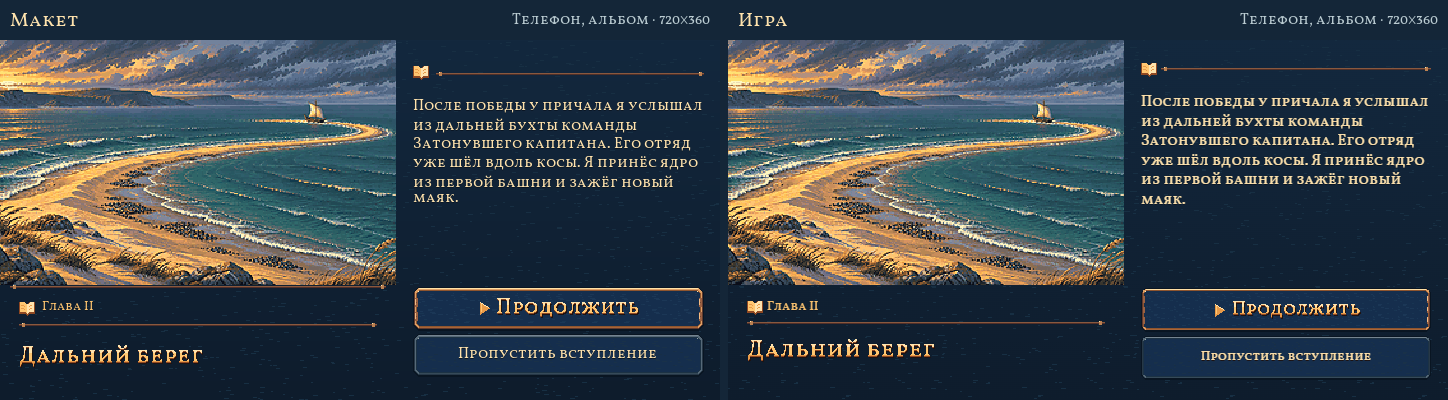 Макет
Телефон, альбом · 720×360
После победы у причала я услышал
из дальней бухты команды
Затонувшего капитана. Его отряд
уже шёл вдоль косы. Я принёс ядро
из первой башни и зажёг новый
маяк.
Глава II
Дальний берег
Продолжить
Пропустить вступление
Игра
Телефон, альбом · 720×360
После победы у причала я услышал
из дальней бухты команды
Затонувшего капитана. Его отряд
уже шёл вдоль косы. Я принёс ядро
из первой башни и зажёг новый
маяк.
Глава II
Дальний берег
Продолжить
Пропустить вступление